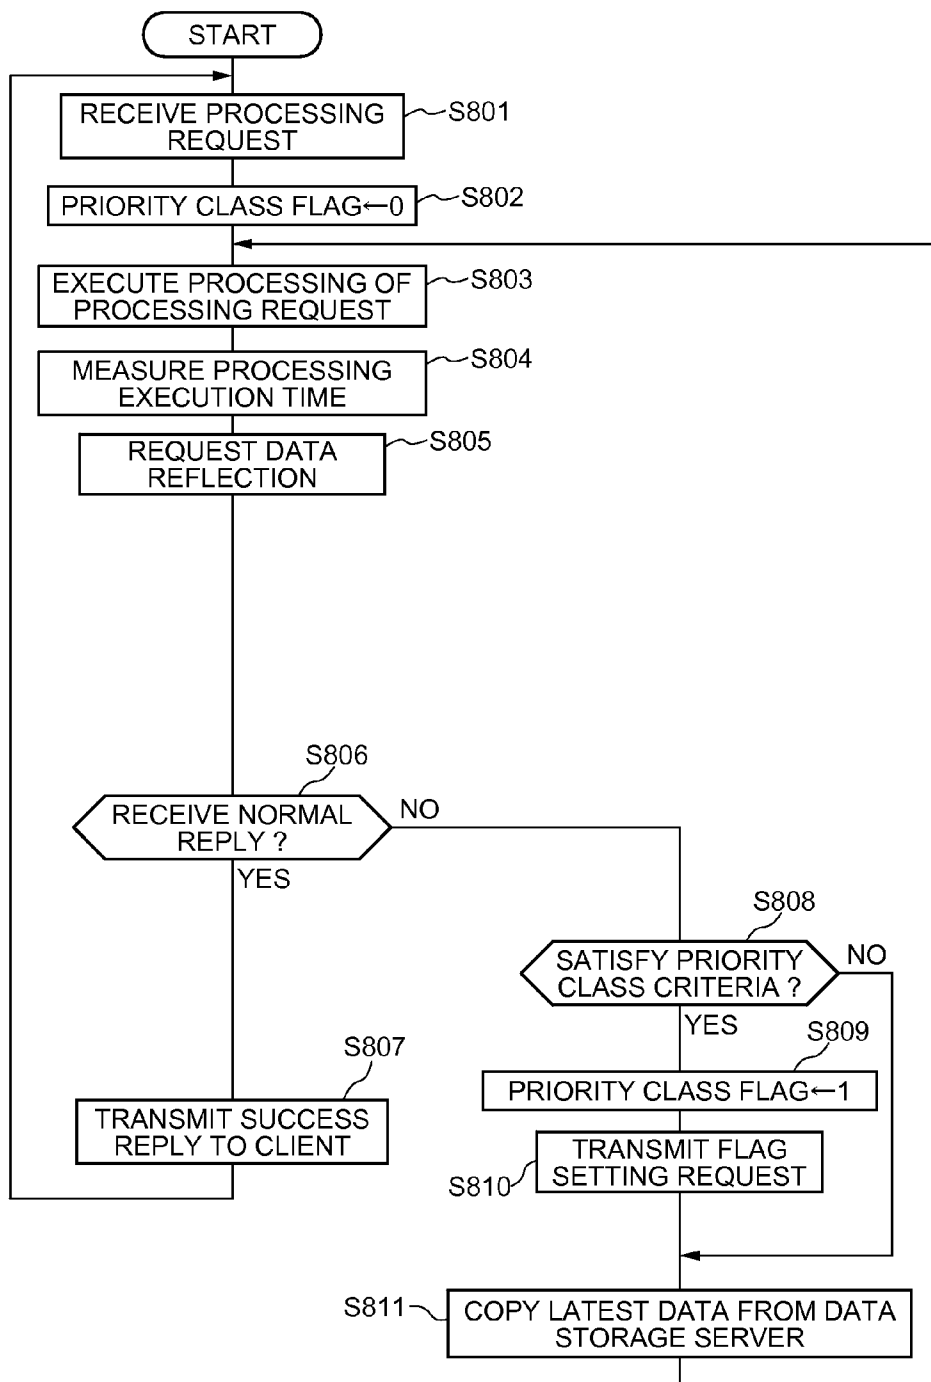 START
RECEIVE PROCESSING
REQUEST
S801
PRIORITY CLASS FLAG←0
S802
EXECUTE PROCESSING OF
PROCESSING REQUEST
S803
MEASURE PROCESSING
EXECUTION TIME
S804
REQUEST DATA
REFLECTION
S805
S806
RECEIVE NORMAL
REPLY ?
NO
YES
S808
SATISFY PRIORITY
CLASS CRITERIA ?
NO
YES
S809
PRIORITY CLASS FLAG←1
S807
TRANSMIT SUCCESS
REPLY TO CLIENT
TRANSMIT FLAG
SETTING REQUEST
S810
S811
COPY LATEST DATA FROM DATA
STORAGE SERVER